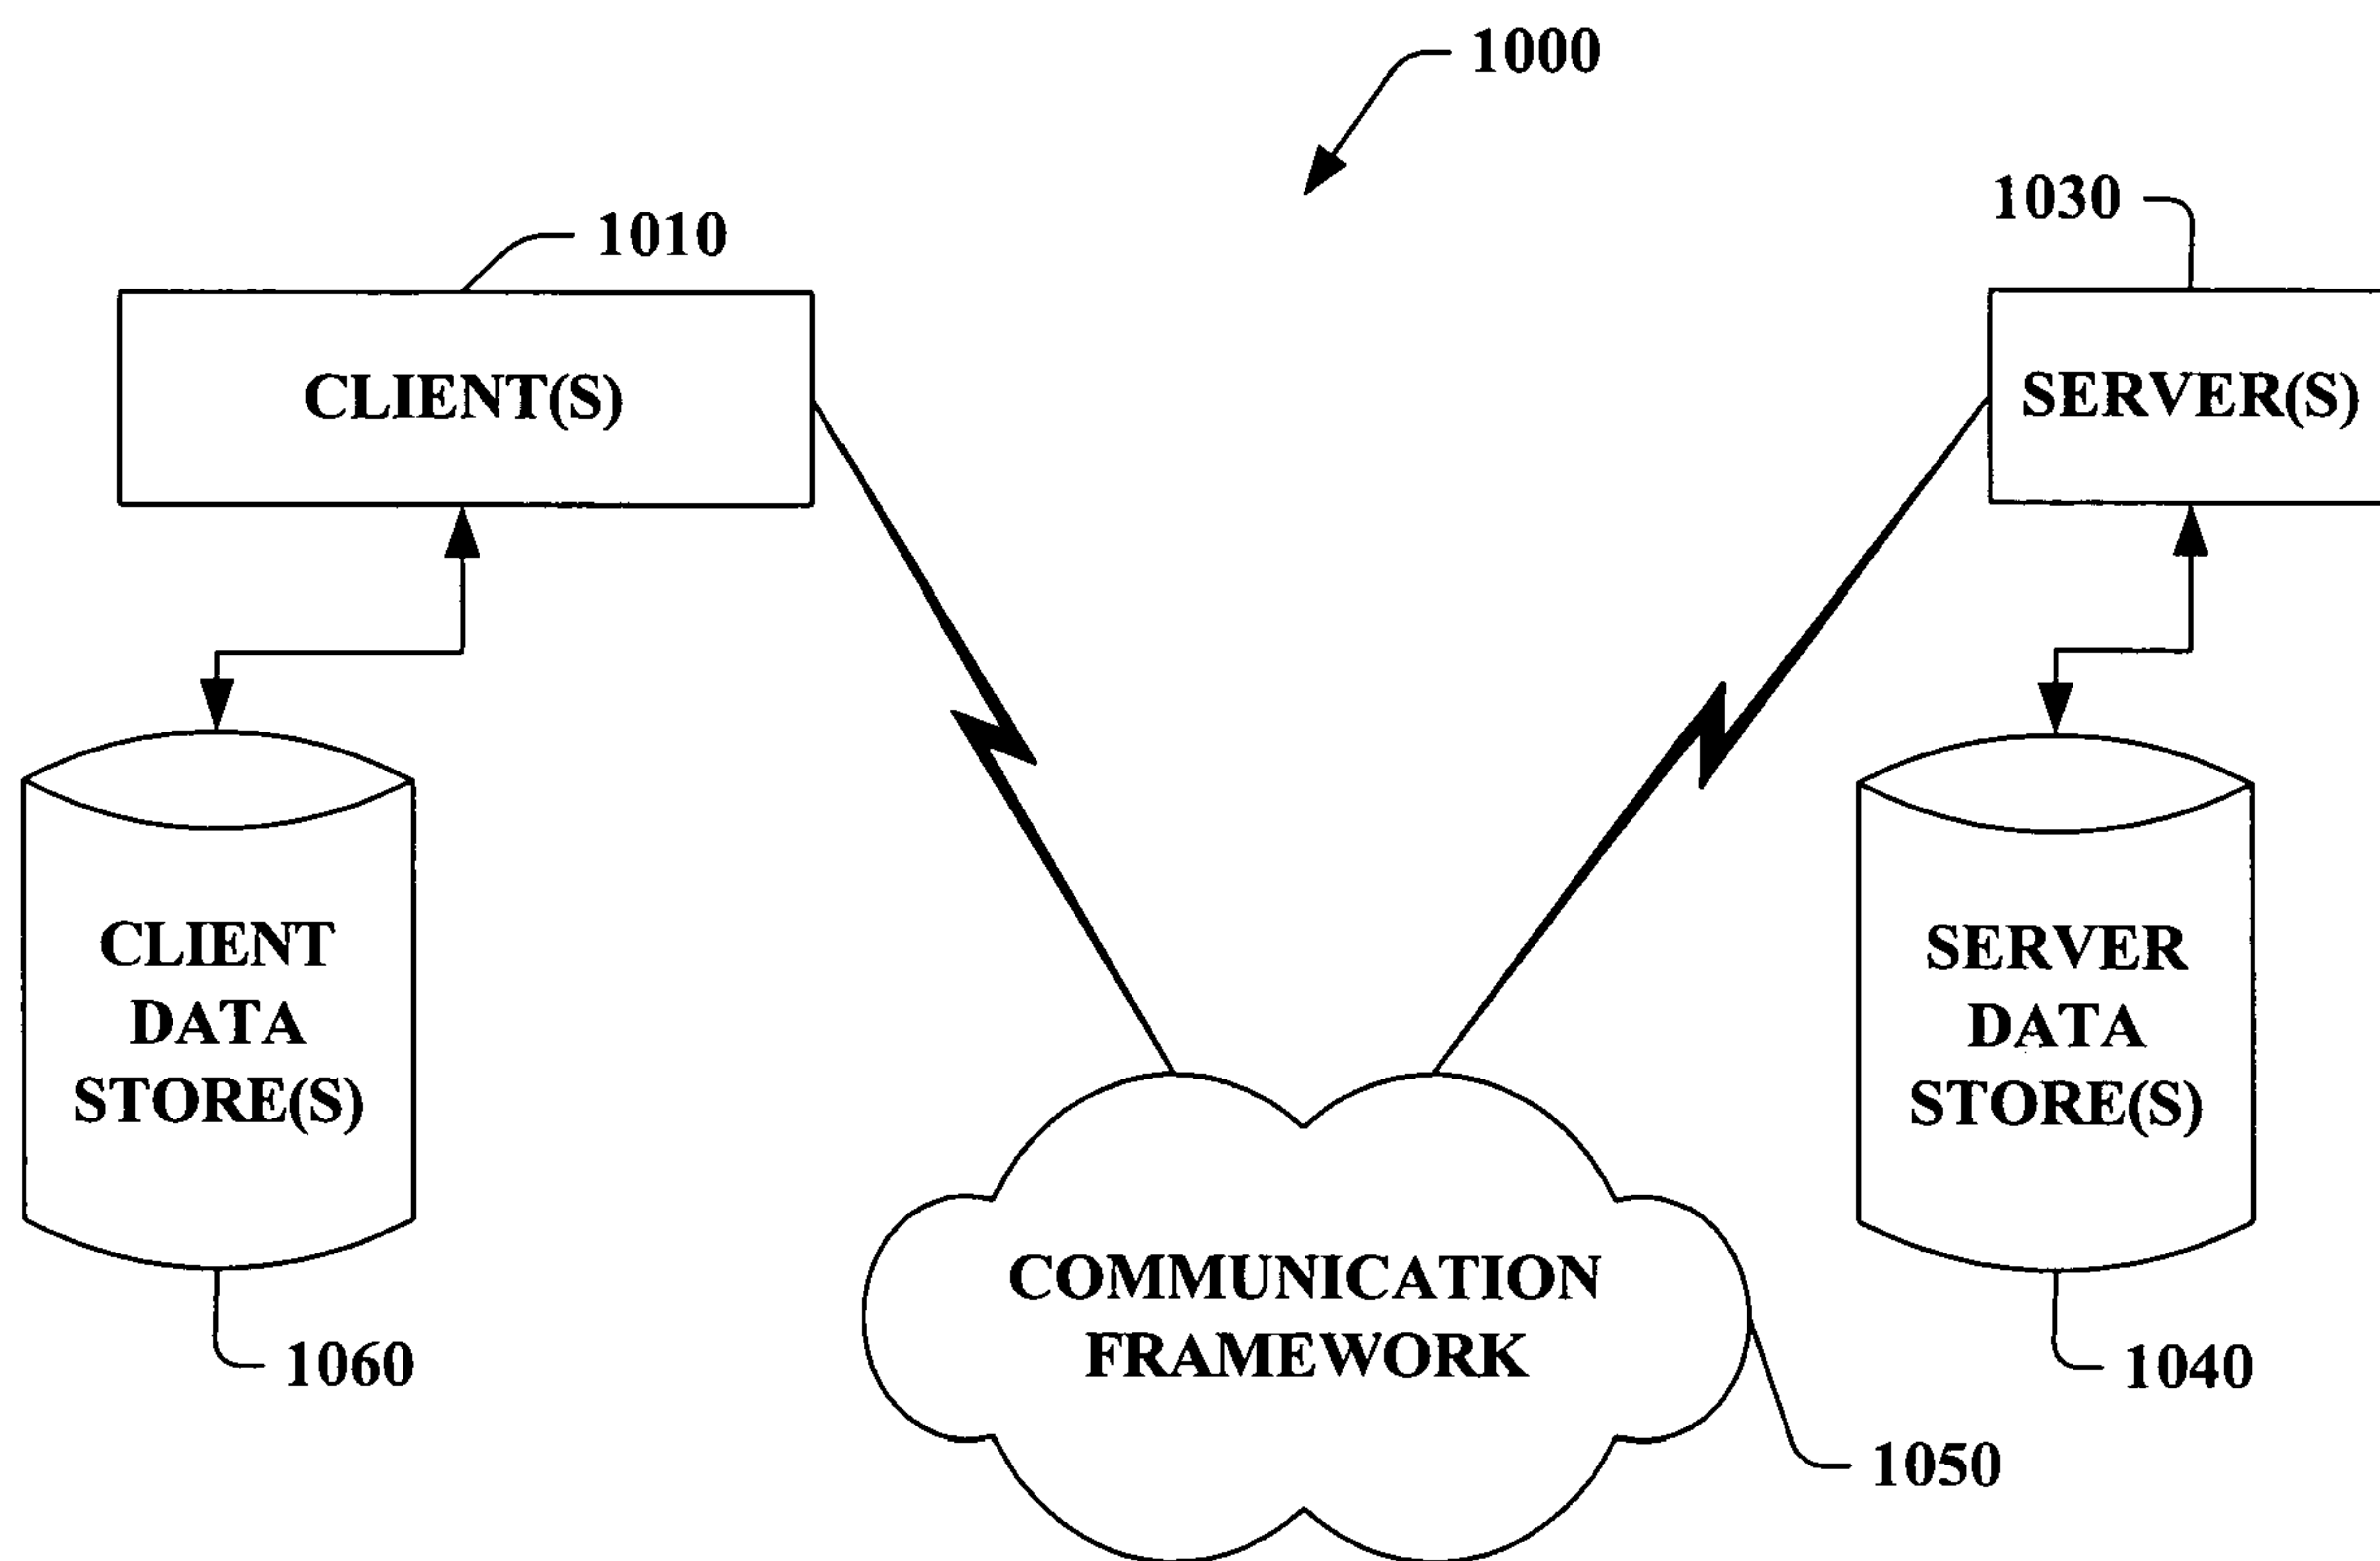 1000
1010
1030
CLIENT(S)
SERVER(S)
CLIENT
DATA
STORE(S)
SERVER
DATA
STORE(S)
COMMUNICATION
FRAMEWORK
1060
1040
1050